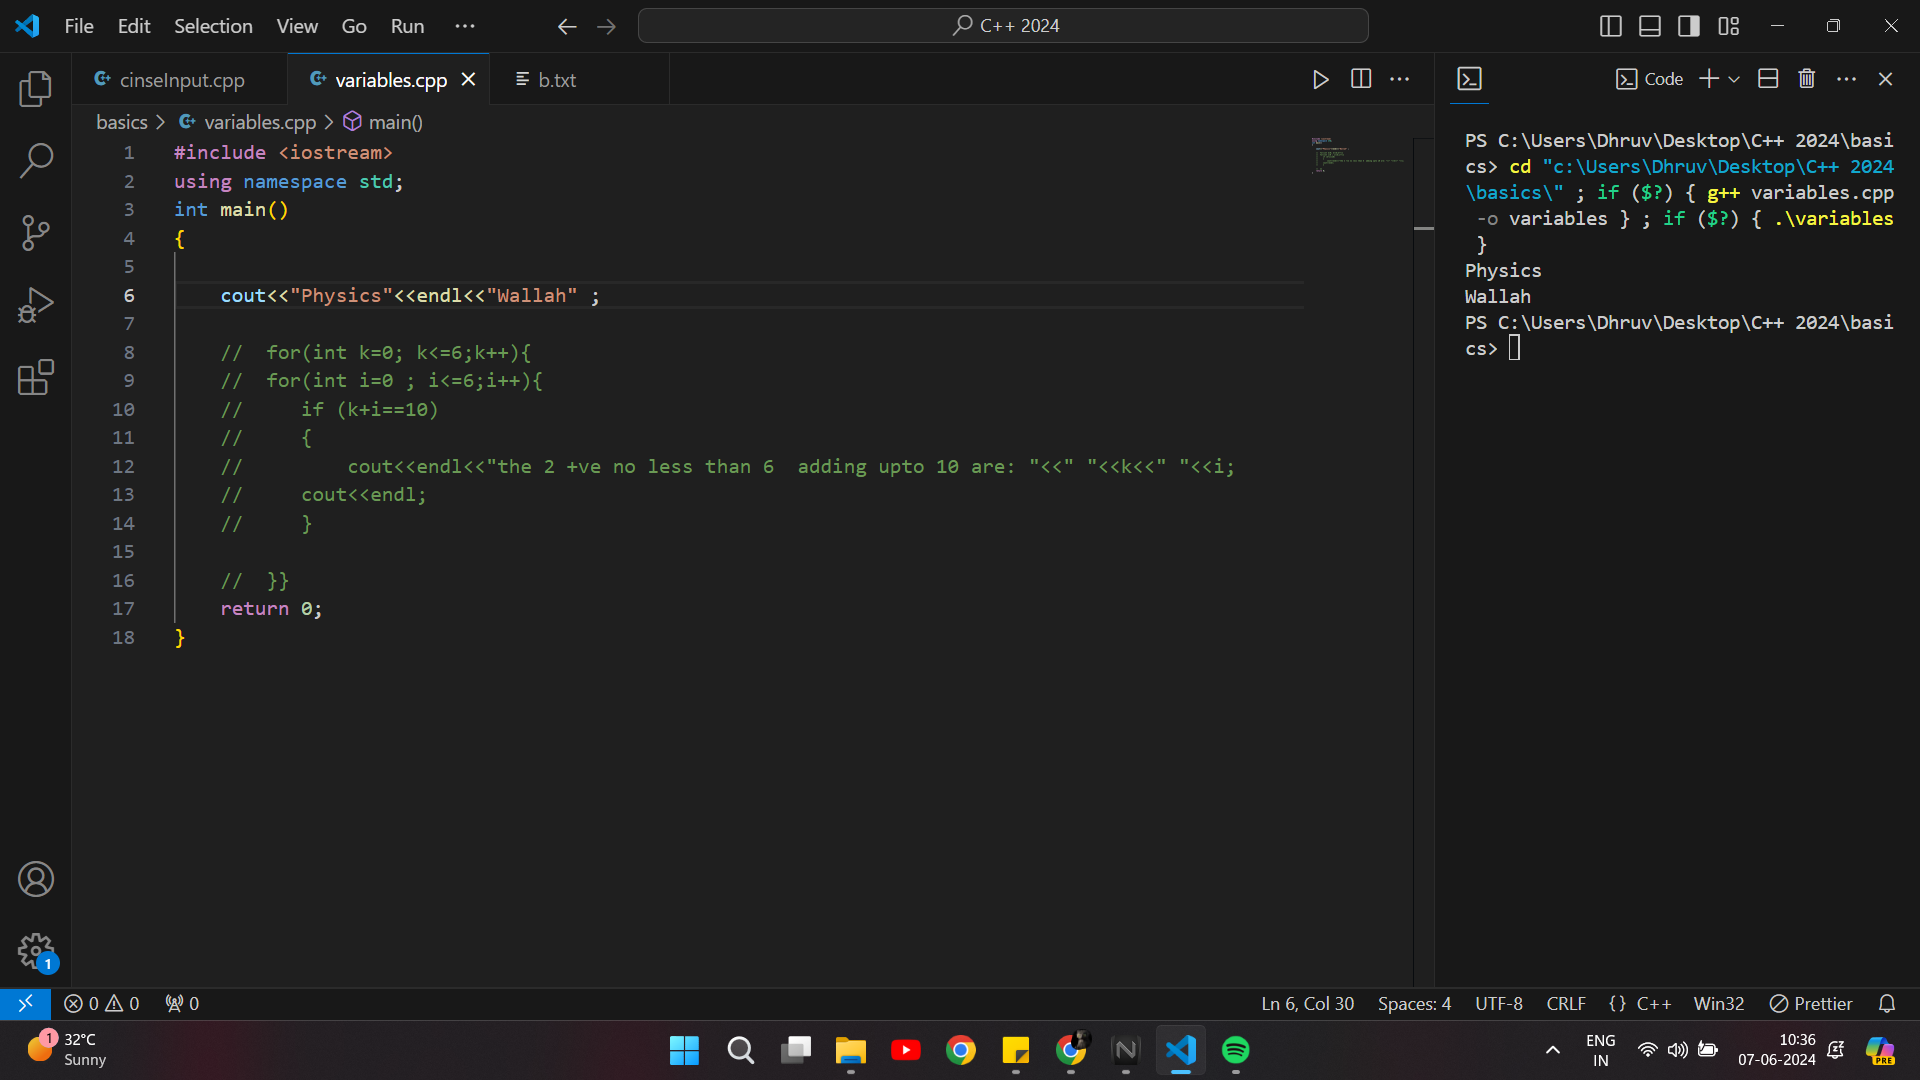 File Edit Selection View Go Run ···
C++ 2024
cinseInput.cpp variables.cpp b.txt
Code
basics > variables.cpp > main()
1 #include <iostream>
2 using namespace std;
3 int main()
4 {
5
6 cout<<"Physics"<<endl<<"Wallah" ;
7
8 //  for(int k=0; k<=6;k++){
9 //  for(int i=0 ; i<=6;i++){
10 //     if (k+i==10)
11 //     {
12 //         cout<<endl<<"the 2 +ve no less than 6  adding upto 10 are: "<<" "<<k<<" "<<i;
13 //     cout<<endl;
14 //     }
15
16 //  }}
17 return 0;
18 }
PS C:\Users\Dhruv\Desktop\C++ 2024\basi
cs> cd "c:\Users\Dhruv\Desktop\C++ 2024
\basics\" ; if ($?) { g++ variables.cpp
-o variables } ; if ($?) { .\variables
}
Physics
Wallah
PS C:\Users\Dhruv\Desktop\C++ 2024\basi
cs>
1
0 0 0
Ln 6, Col 30 Spaces: 4 UTF-8 CRLF {} C++ Win32 Prettier
1
32°C
Sunny
PRE
ENG
IN
10:36
07-06-2024